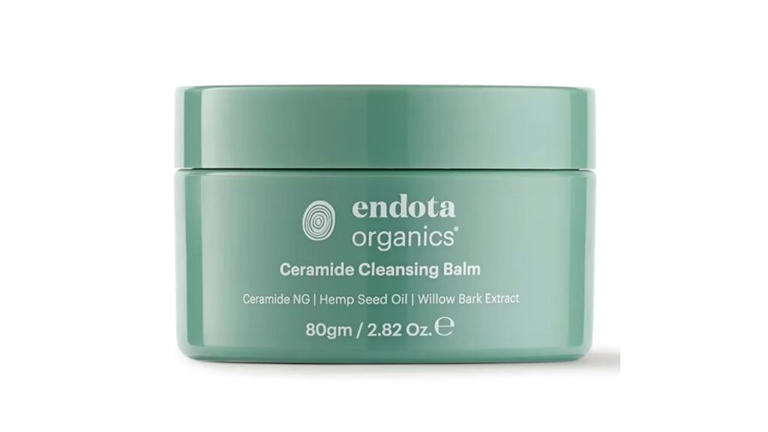 endota
organics®
Ceramide Cleansing Balm
Ceramide NG | Hemp Seed Oil | Willow Bark Extract
80gm / 2.82 Oz. ℮